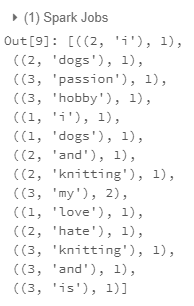 (1) Spark Jobs
Out[9]: [((2, 'i'), 1),
((2, 'dogs'), 1),
((3, 'passion'), 1),
((3, 'hobby'), 1),
((1, 'i'), 1),
((1, 'dogs'), 1),
((2, 'and'), 1),
((2, 'knitting'), 1),
((3, 'my'), 2),
((1, 'love'), 1),
((2, 'hate'), 1),
((3, 'knitting'), 1),
((3, 'and'), 1),
((3, 'is'), 1)]